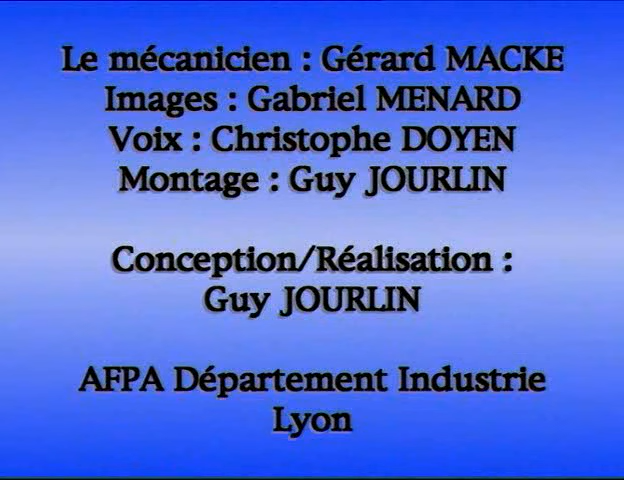 Le mécanicien : Gérard MACKE
Images : Gabriel MENARD
Voix : Christophe DOYEN
Montage : Guy JOURLIN
Conception/Réalisation :
Guy JOURLIN
AFPA Département Industrie
Lyon